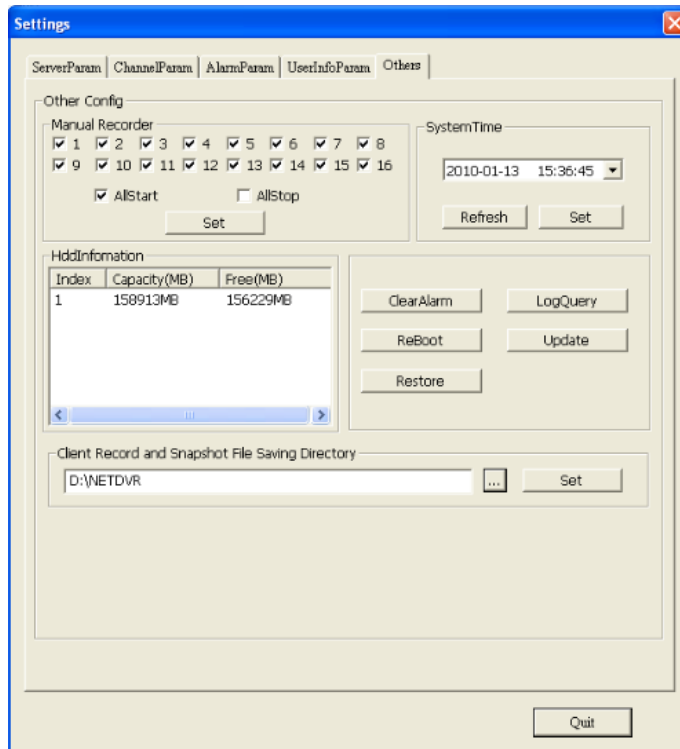 Settings
ServerParam ChannelParam AlarmParam UserInfoParam Others
Other Config
Manual Recorder
1 2 3 4 5 6 7 8
9 10 11 12 13 14 15 16
AllStart AllStop
Set
SystemTime
2010-01-13 15:36:45
Refresh Set
HddInfomation
Index Capacity(MB) Free(MB)
1 158913MB 156229MB
ClearAlarm LogQuery
ReBoot Update
Restore
Client Record and Snapshot File Saving Directory
D:\NETDVR ... Set
Quit